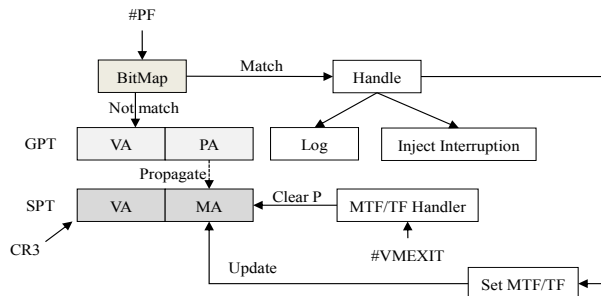 #PF
BitMap
Match
Handle
Not match
GPT
VA
PA
Log
Inject Interruption
Propagate
SPT
VA
MA
Clear P
MTF/TF Handler
CR3
#VMEXIT
Update
Set MTF/TF